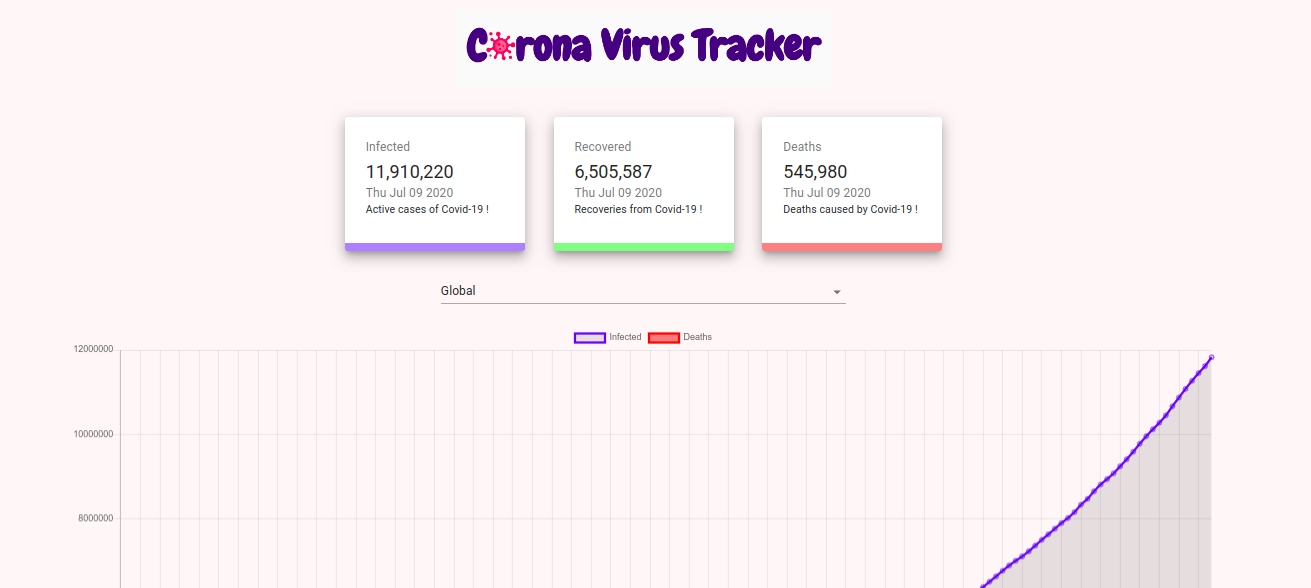 Corona Virus Tracker
Infected
11,910,220
Thu Jul 09 2020
Active cases of Covid-19 !
Recovered
6,505,587
Thu Jul 09 2020
Recoveries from Covid-19 !
Deaths
545,980
Thu Jul 09 2020
Deaths caused by Covid-19 !
Global
Infected Deaths
12000000
10000000
8000000